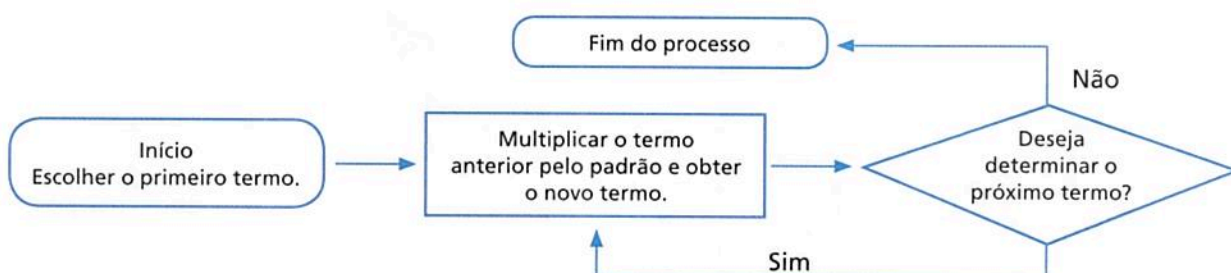 Fim do processo
Não
Início
Escolher o primeiro termo.
Multiplicar o termo
anterior pelo padrão e obter
o novo termo.
Deseja
determinar o
próximo termo?
Sim